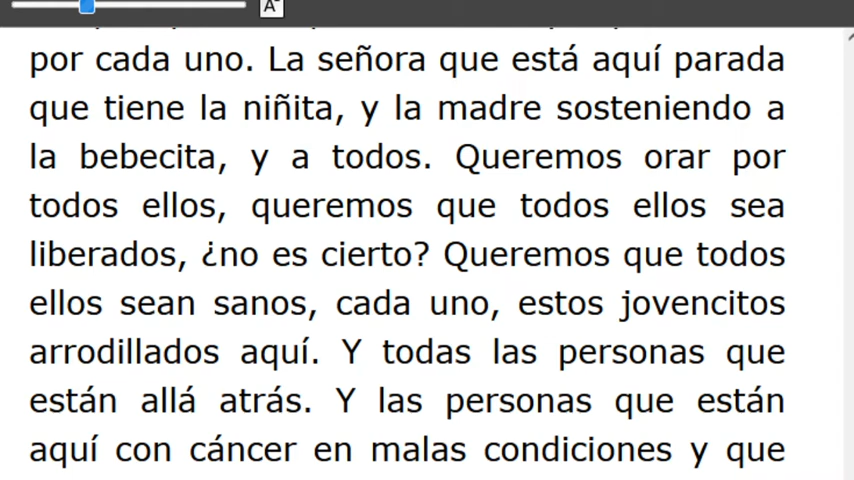 A
por cada uno. La señora que está aquí parada
que tiene la niñita, y la madre sosteniendo a
la bebecita, y a todos. Queremos orar por
todos ellos, queremos que todos ellos sea
liberados, ¿no es cierto? Queremos que todos
ellos sean sanos, cada uno, estos jovencitos
arrodillados aquí. Y todas las personas que
están allá atrás. Y las personas que están
aquí con cáncer en malas condiciones y que